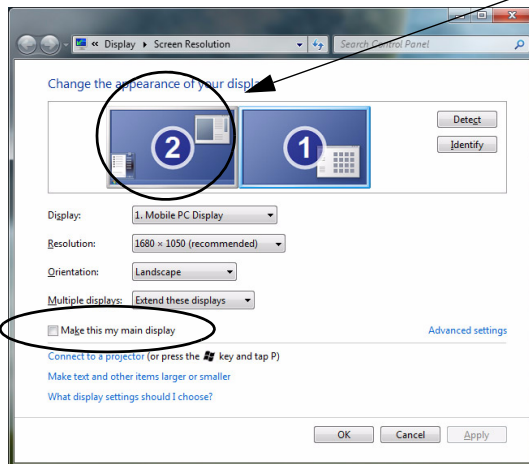 « Display ▸ Screen Resolution
Search Control Panel
Change the appearance of your display
2
1
Detect
Identify
Display: 1. Mobile PC Display
Resolution: 1680 × 1050 (recommended)
Orientation: Landscape
Multiple displays: Extend these displays
Make this my main display
Advanced settings
Connect to a projector (or press the key and tap P)
Make text and other items larger or smaller
What display settings should I choose?
OK Cancel Apply